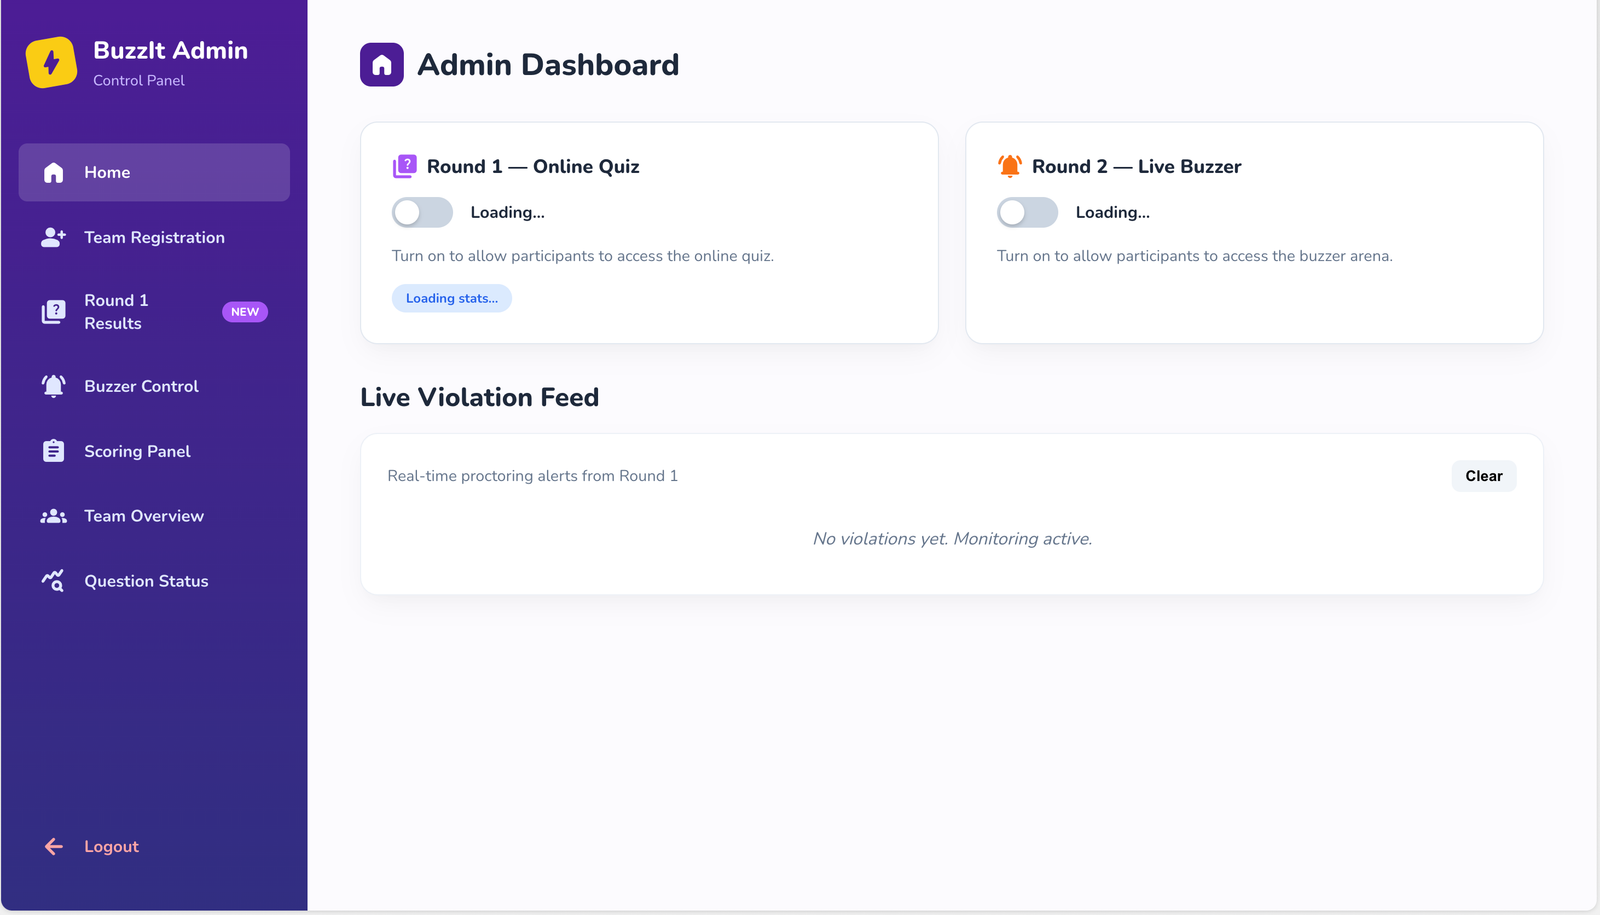 BuzzIt Admin
Control Panel
Home
Team Registration
Round 1
Results
NEW
Buzzer Control
Scoring Panel
Team Overview
Question Status
Logout
Admin Dashboard
Round 1 — Online Quiz
Loading...
Turn on to allow participants to access the online quiz.
Loading stats...
Round 2 — Live Buzzer
Loading...
Turn on to allow participants to access the buzzer arena.
Live Violation Feed
Real-time proctoring alerts from Round 1
Clear
No violations yet. Monitoring active.